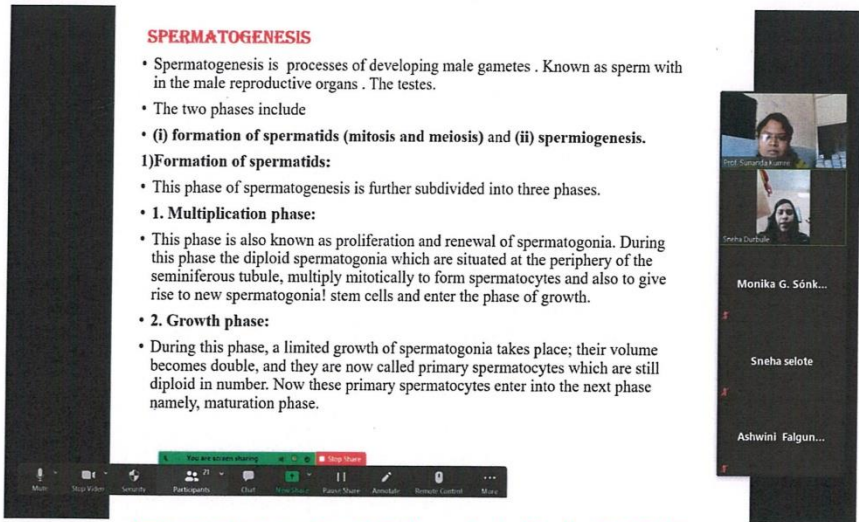 SPERMATOGENESIS
• Spermatogenesis is processes of developing male gametes . Known as sperm with
in the male reproductive organs . The testes.
• The two phases include
• (i) formation of spermatids (mitosis and meiosis) and (ii) spermiogenesis.
1)Formation of spermatids:
• This phase of spermatogenesis is further subdivided into three phases.
• 1. Multiplication phase:
• This phase is also known as proliferation and renewal of spermatogonia. During
this phase the diploid spermatogonia which are situated at the periphery of the
seminiferous tubule, multiply mitotically to form spermatocytes and also to give
rise to new spermatogonia! stem cells and enter the phase of growth.
• 2. Growth phase:
• During this phase, a limited growth of spermatogonia takes place; their volume
becomes double, and they are now called primary spermatocytes which are still
diploid in number. Now these primary spermatocytes enter into the next phase
namely, maturation phase.
Prof. Sunanda
Sneha Durbule
Monika G. Sónk...
Sneha selote
Ashwini Falgun...
You are screen sharing
Stop Share
Mute
Stop Video
Security
Participants
21
Chat
New Share
Pause Share
Annotate
Remote Control
More